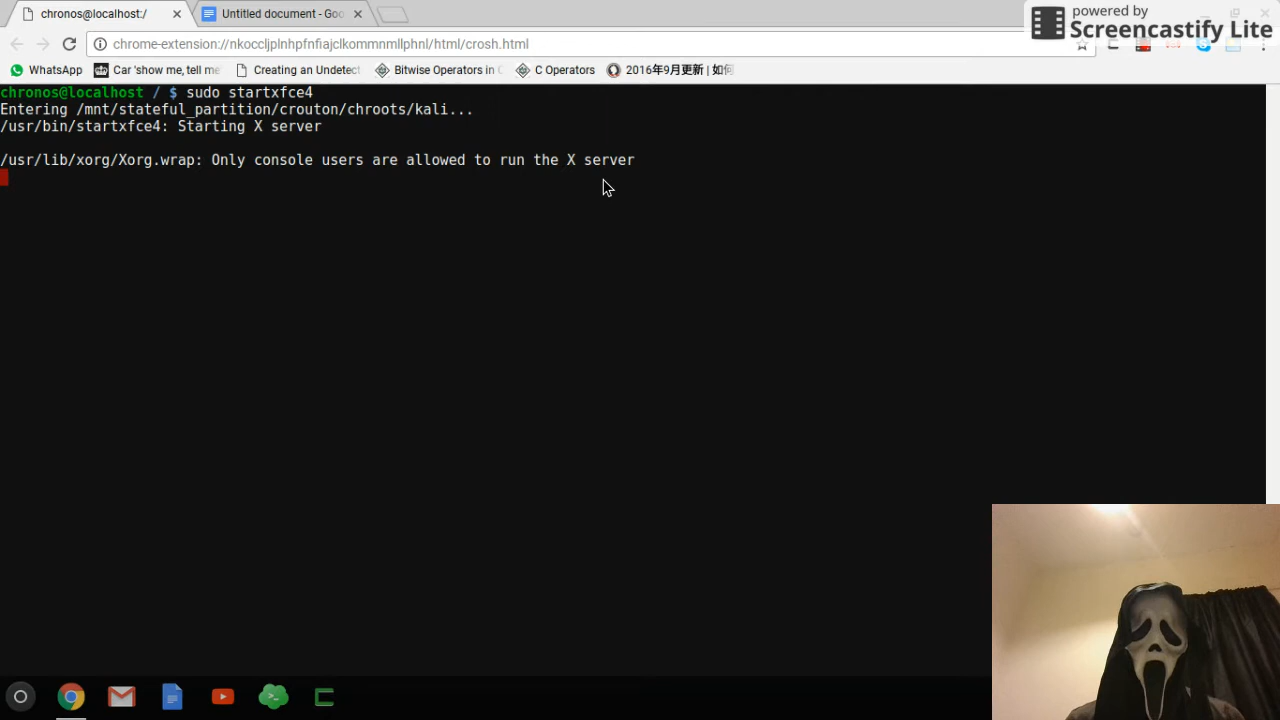 chronos@localhost:/
Untitled document - Goo
powered by
Screencastify Lite
chrome-extension://nkoccljplnhpfnfiajclkommnmllphnl/html/crosh.html
WhatsApp
Car 'show me, tell me
Creating an Undetect
Bitwise Operators in C
C Operators
2016年9月更新 | 如何
chronos@localhost / $ sudo startxfce4
Entering /mnt/stateful_partition/crouton/chroots/kali...
/usr/bin/startxfce4: Starting X server
/usr/lib/xorg/Xorg.wrap: Only console users are allowed to run the X server